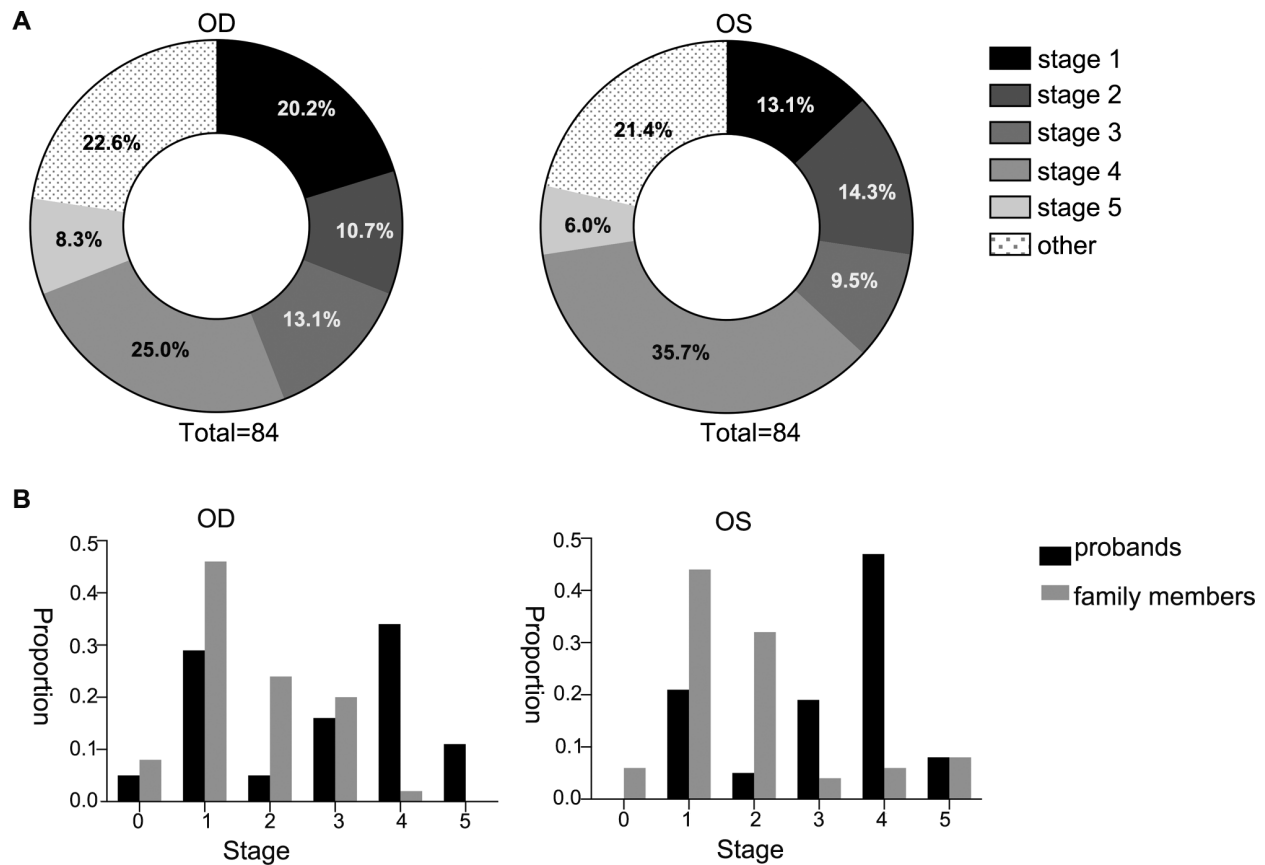 A
OD
OS
20.2%
10.7%
13.1%
25.0%
8.3%
22.6%
Total=84
13.1%
14.3%
9.5%
35.7%
6.0%
21.4%
Total=84
stage 1
stage 2
stage 3
stage 4
stage 5
other
B
OD
Proportion
0.5
0.4
0.3
0.2
0.1
0.0
0 1 2 3 4 5
Stage
OS
Proportion
0.5
0.4
0.3
0.2
0.1
0.0
0 1 2 3 4 5
Stage
probands
family members